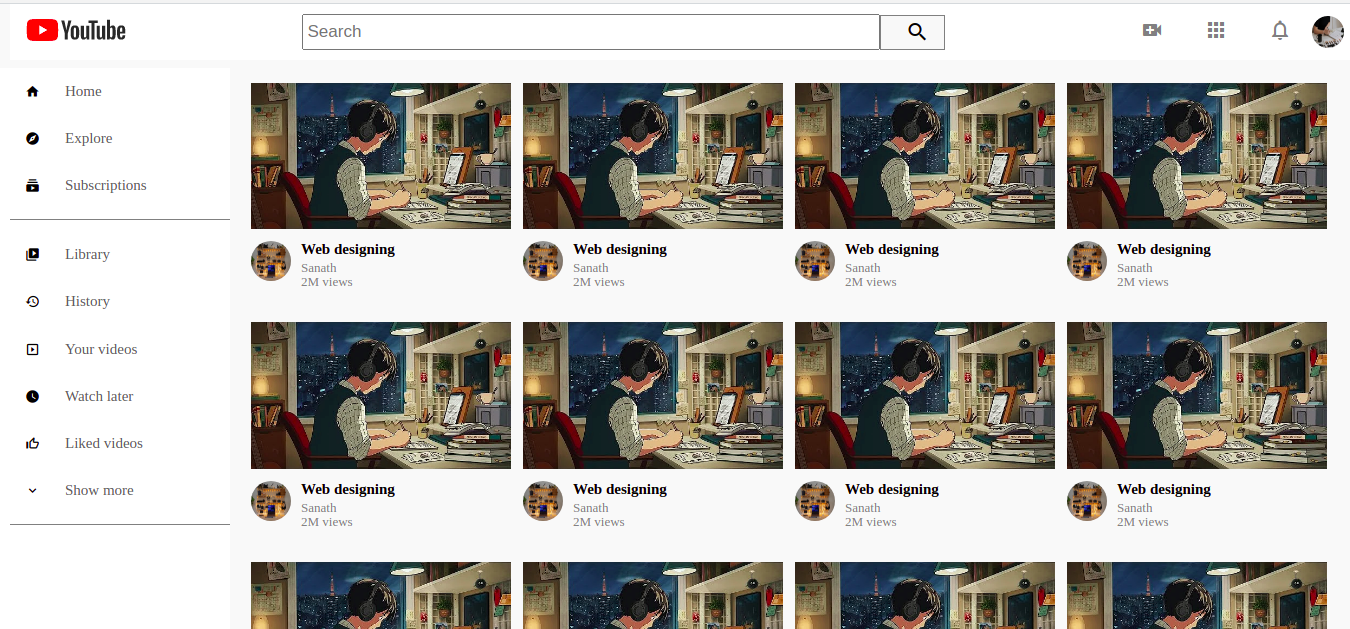 YouTube
Search
Home
Explore
Subscriptions
Library
History
Your videos
Watch later
Liked videos
Show more
Web designing
Sanath
2M views
Web designing
Sanath
2M views
Web designing
Sanath
2M views
Web designing
Sanath
2M views
Web designing
Sanath
2M views
Web designing
Sanath
2M views
Web designing
Sanath
2M views
Web designing
Sanath
2M views